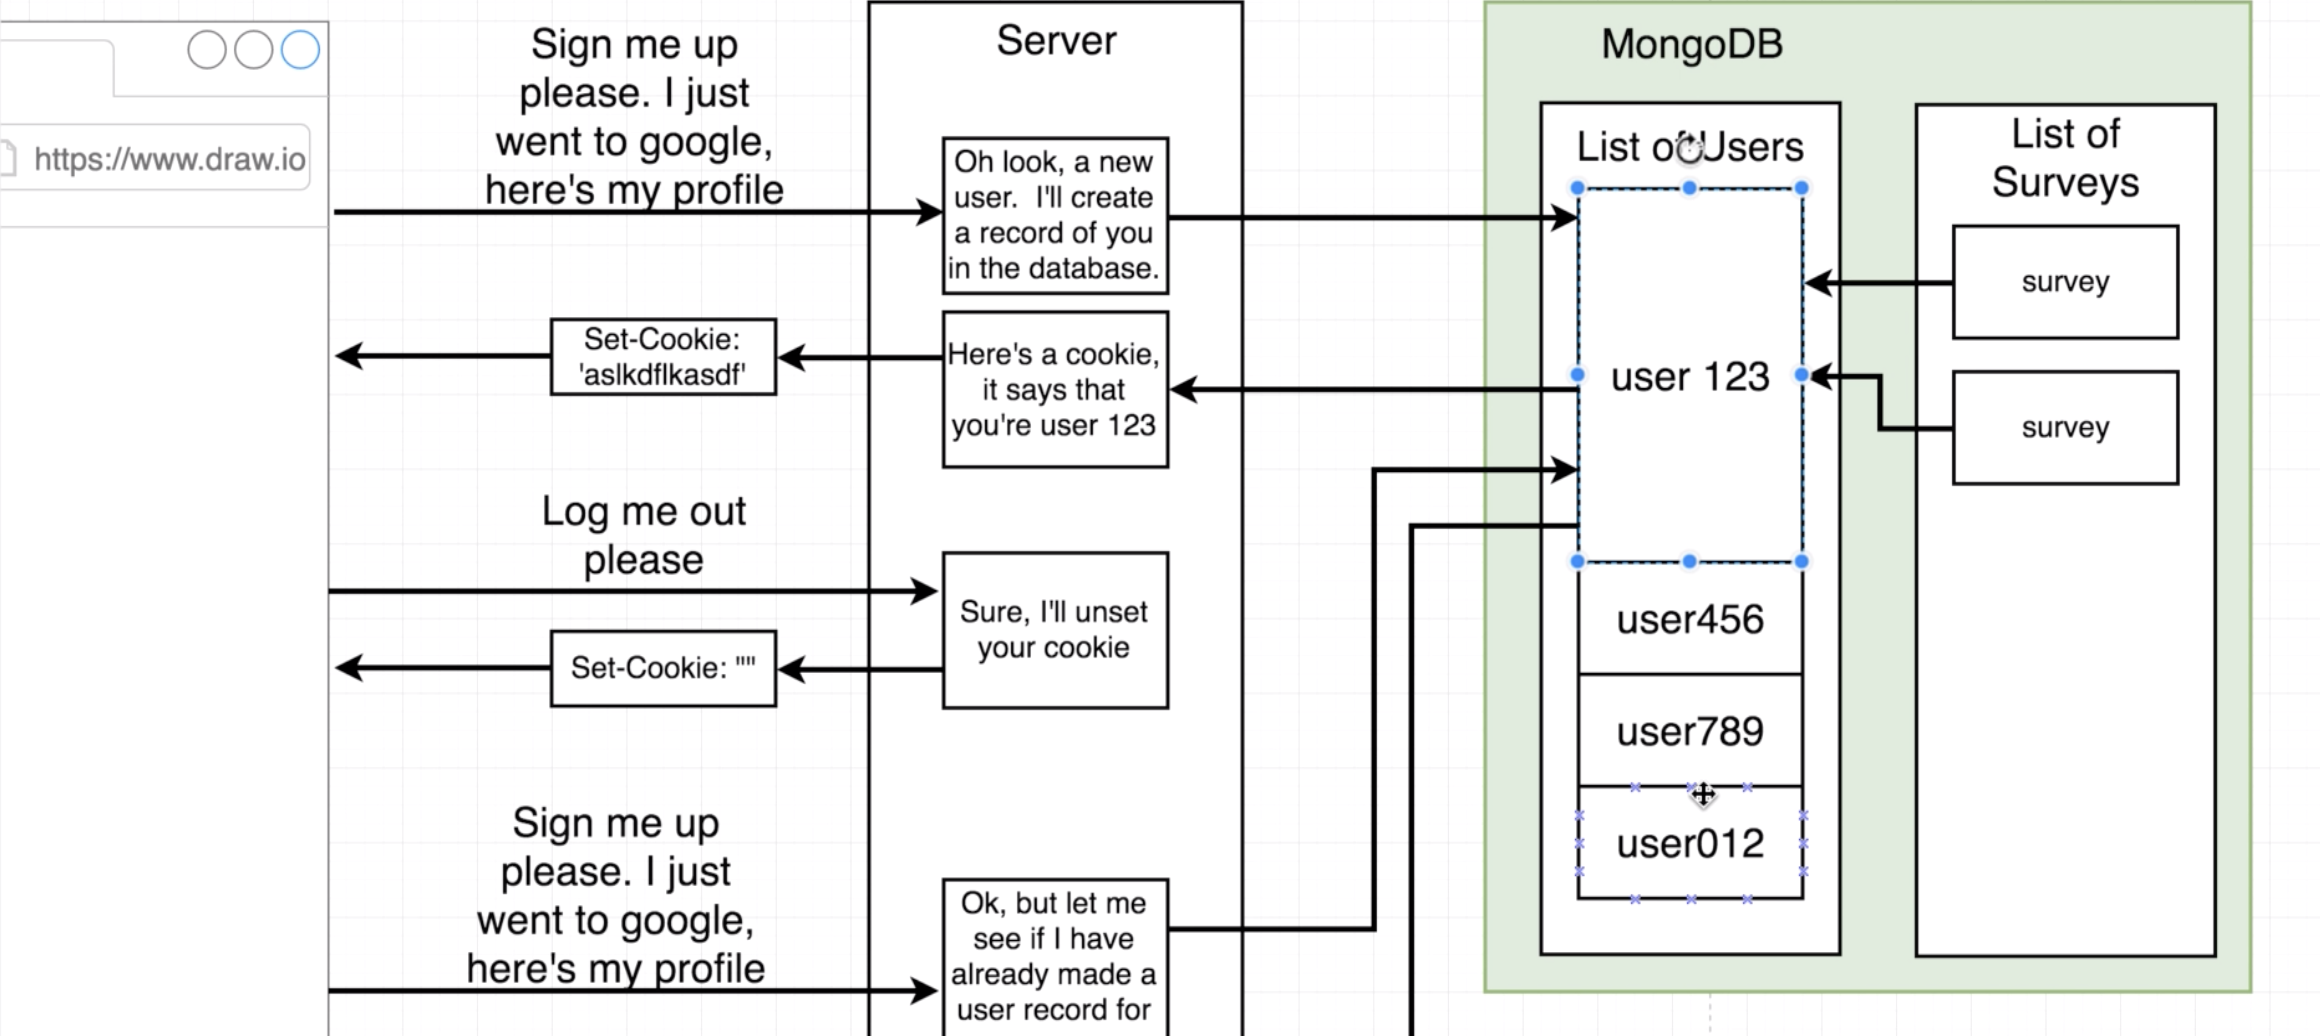 https://www.draw.io
Sign me up
please. I just
went to google,
here's my profile
Set-Cookie:
'aslkdflkasdf'
Log me out
please
Set-Cookie: ""
Sign me up
please. I just
went to google,
here's my profile
Server
Oh look, a new
user. I'll create
a record of you
in the database.
Here's a cookie,
it says that
you're user 123
Sure, I'll unset
your cookie
Ok, but let me
see if I have
already made a
user record for
MongoDB
List of Users
user 123
user456
user789
user012
List of
Surveys
survey
survey